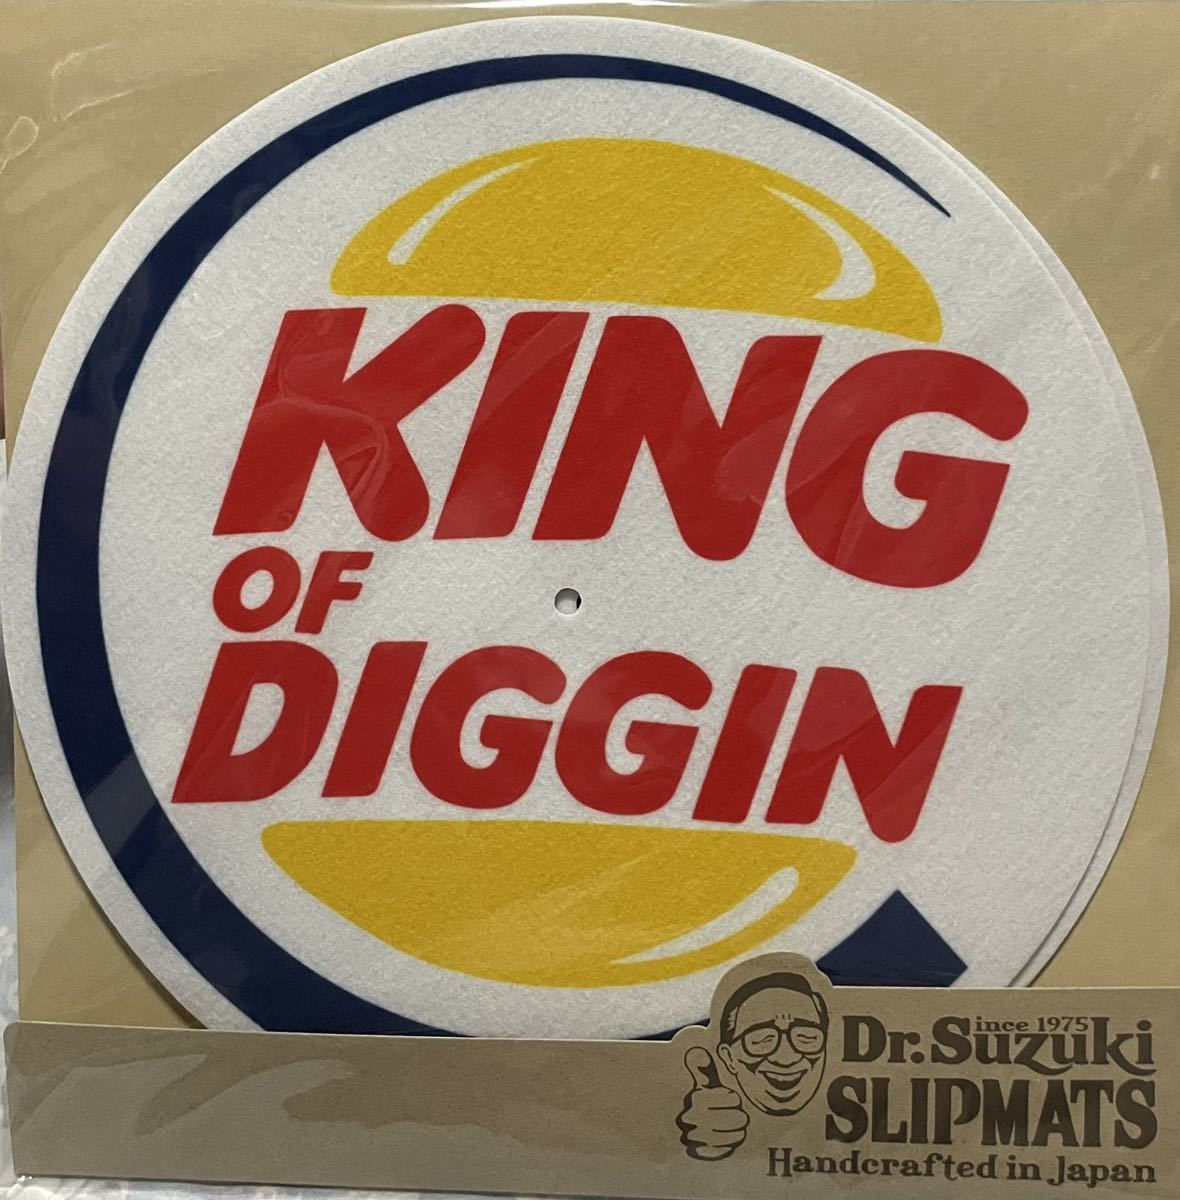 KING
OF
DIGGIN
since 1975
Dr.Suzuki
SLIPMATS
Handcrafted in Japan